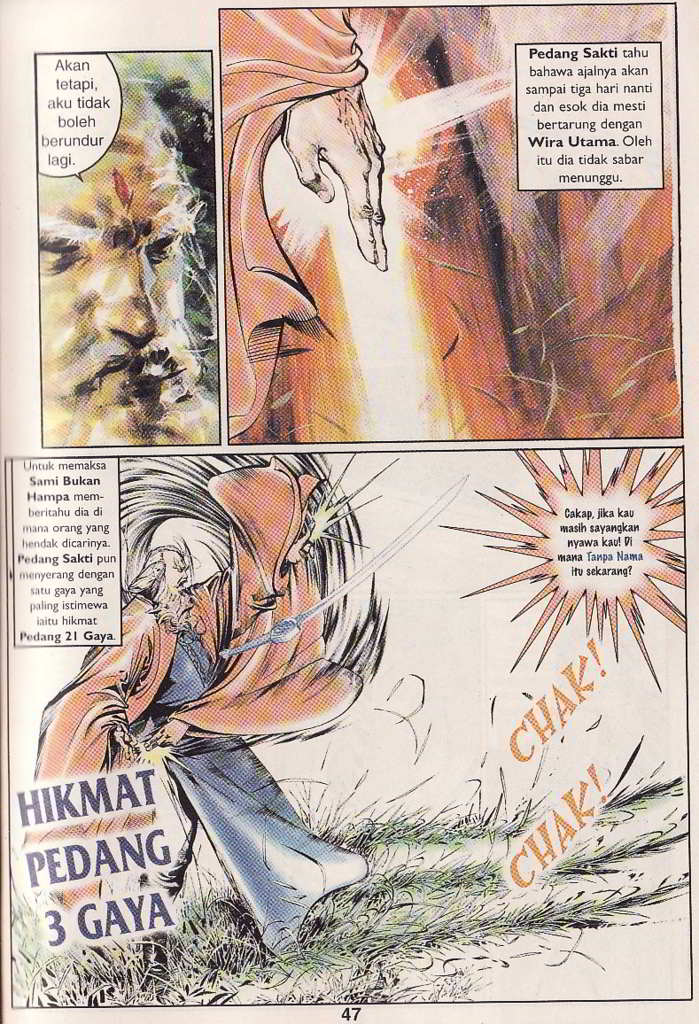 Akan
tetapi,
aku tidak
boleh
berundur
lagi.
Pedang Sakti tahu
bahawa ajalnya akan
sampai tiga hari nanti
dan esok dia mesti
bertarung dengan
Wira Utama. Oleh
itu dia tidak sabar
menunggu.
Untuk memaksa
Sami Bukan
Hampa mem-
beritahu dia di
mana orang yang
hendak dicarinya.
Pedang Sakti pun
menyerang dengan
satu gaya yang
paling istimewa
iaitu hikmat
Pedang 21 Gaya.
Cakap, jika kau
masih sayangkan
nyawa kau! Di
mana Tanpa Nama
itu sekarang?
CHAK!
CHAK!
HIKMAT
PEDANG
3 GAYA
47